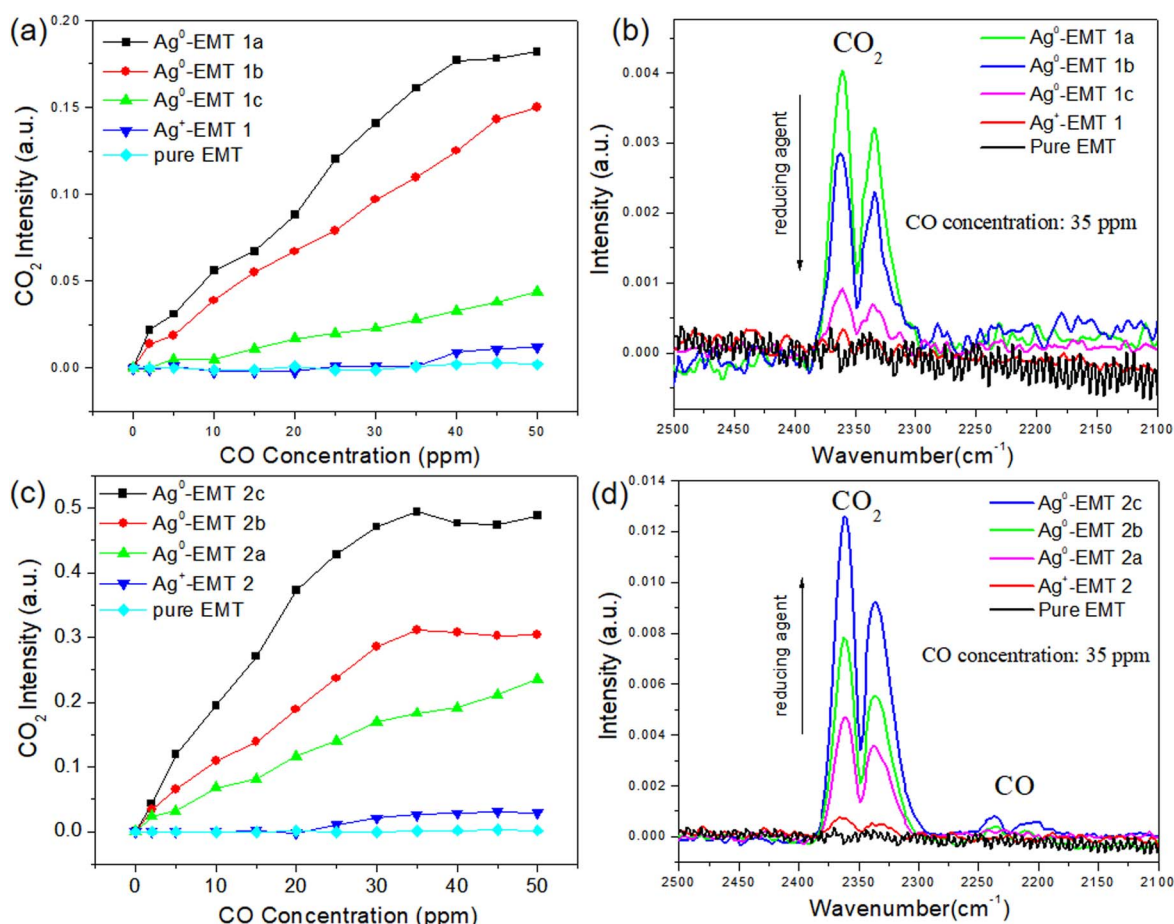 (a)
0.20
0.15
0.10
0.05
0.00
CO₂ Intensity (a.u.)
Ag⁰-EMT 1a
Ag⁰-EMT 1b
Ag⁰-EMT 1c
Ag⁺-EMT 1
pure EMT
0 10 20 30 40 50
CO Concentration (ppm)
(b)
0.004
0.003
0.002
0.001
0.000
Intensity (a.u.)
CO₂
reducing agent
Ag⁰-EMT 1a
Ag⁰-EMT 1b
Ag⁰-EMT 1c
Ag⁺-EMT 1
Pure EMT
CO concentration: 35 ppm
2500 2450 2400 2350 2300 2250 2200 2150 2100
Wavenumber(cm⁻¹)
(c)
0.5
0.4
0.3
0.2
0.1
0.0
CO₂ Intensity (a.u.)
Ag⁰-EMT 2c
Ag⁰-EMT 2b
Ag⁰-EMT 2a
Ag⁺-EMT 2
pure EMT
0 10 20 30 40 50
CO Concentration (ppm)
(d)
0.014
0.012
0.010
0.008
0.006
0.004
0.002
0.000
Intensity (a.u.)
CO₂
reducing agent
Ag⁰-EMT 2c
Ag⁰-EMT 2b
Ag⁰-EMT 2a
Ag⁺-EMT 2
Pure EMT
CO concentration: 35 ppm
CO
2500 2450 2400 2350 2300 2250 2200 2150 2100
Wavenumber(cm⁻¹)